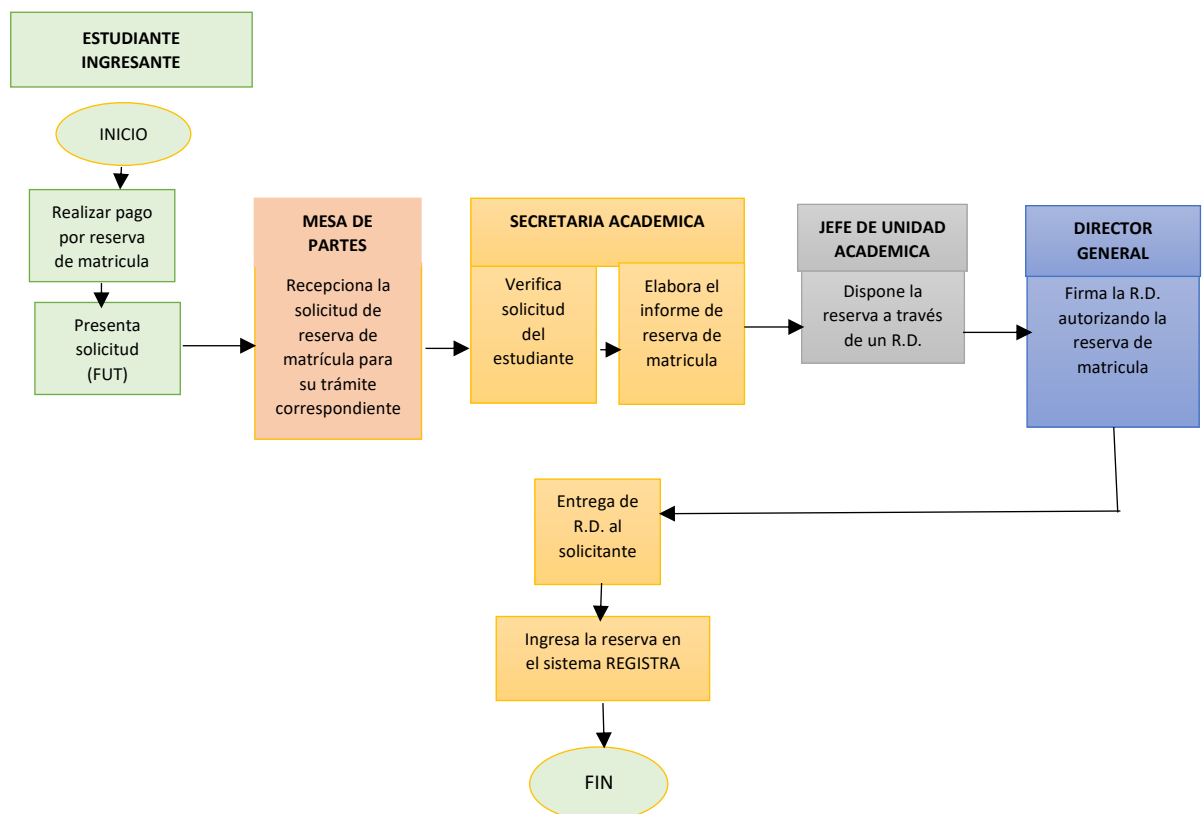 ESTUDIANTE
INGRESANTE
INICIO
Realizar pago
por reserva
de matricula
Presenta
solicitud
(FUT)
MESA DE
PARTES
Recepciona la
solicitud de
reserva de
matrícula para
su trámite
correspondiente
SECRETARIA ACADEMICA
Verifica
solicitud
del
estudiante
Elabora el
informe de
reserva de
matricula
JEFE DE UNIDAD
ACADEMICA
Dispone la
reserva a través
de un R.D.
DIRECTOR
GENERAL
Firma la R.D.
autorizando la
reserva de
matricula
Entrega de
R.D. al
solicitante
Ingresa la reserva en
el sistema REGISTRA
FIN